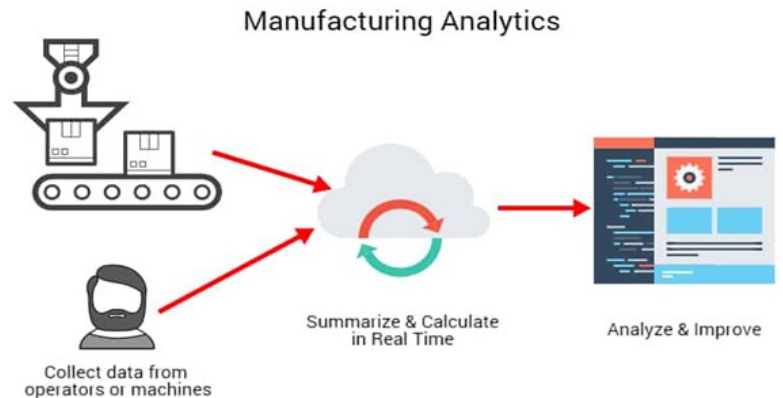 Manufacturing Analytics
Summarize & Calculate
in Real Time
Analyze & Improve
Collect data from
operators or machines